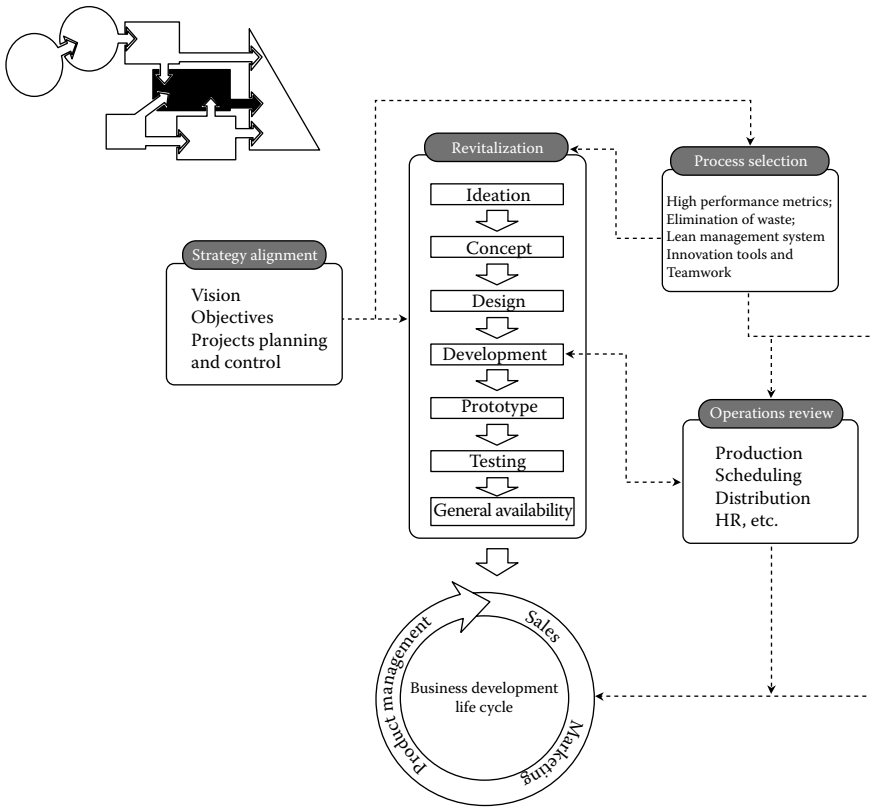 Strategy alignment
Vision
Objectives
Projects planning
and control
Revitalization
Ideation
Concept
Design
Development
Prototype
Testing
General availability
Process selection
High performance metrics;
Elimination of waste;
Lean management system
Innovation tools and
Teamwork
Operations review
Production
Scheduling
Distribution
HR, etc.
Product management
Sales
Marketing
Business development
life cycle